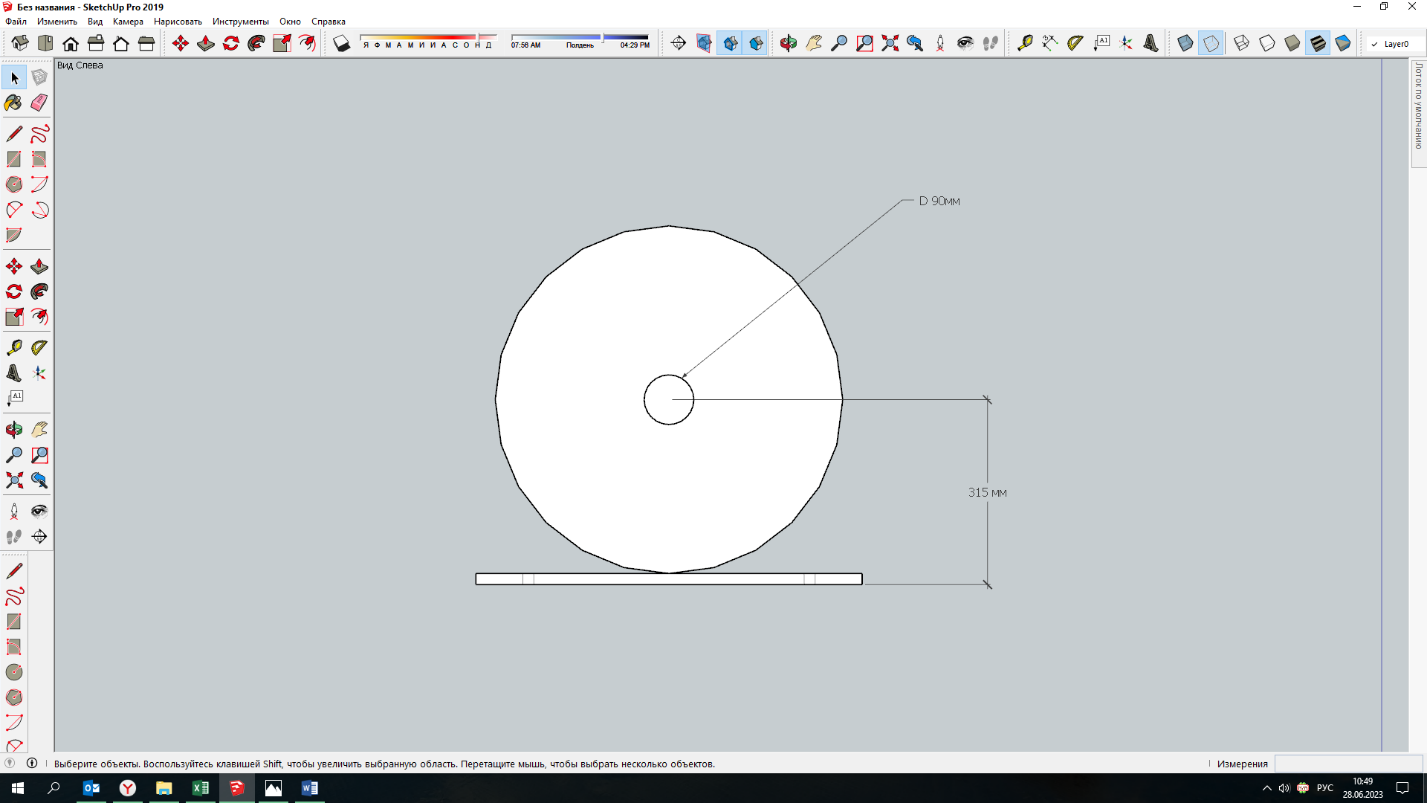 Без названия - SketchUp Pro 2019
Файл Изменить Вид Камера Нарисовать Инструменты Окно Справка
Я Ф М А М И И А С О Н Д
07:56 AM Полдень 04:29 PM
A1
Layer0
Вид Слева
Лоток по умолчанию
D 90мм
A1
315 мм
Выберите объекты. Воспользуйтесь клавишей Shift, чтобы увеличить выбранную область. Перетащите мышь, чтобы выбрать несколько объектов.
Измерения
РУС
10:49
28.06.2023